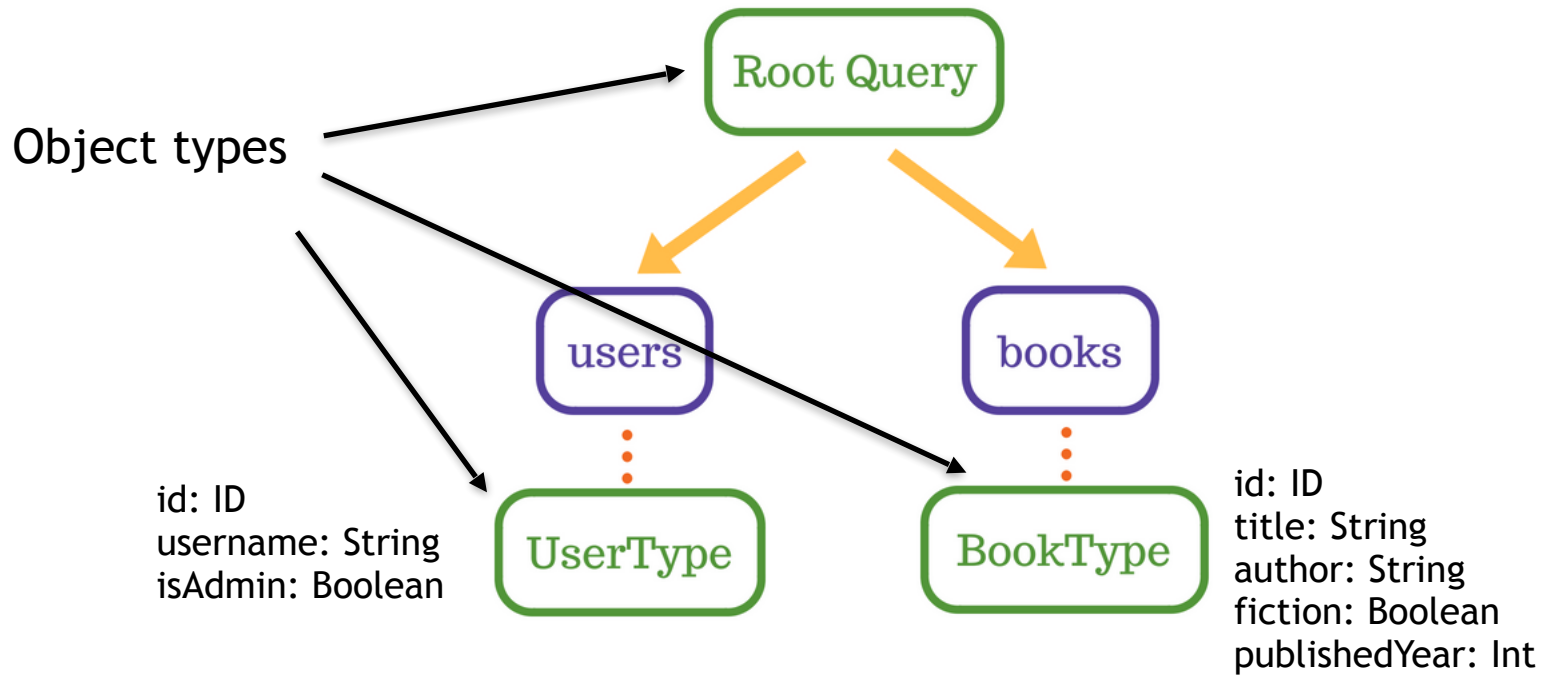 Root Query
Object types
users
books
id: ID
username: String
isAdmin: Boolean
UserType
BookType
id: ID
title: String
author: String
fiction: Boolean
publishedYear: Int